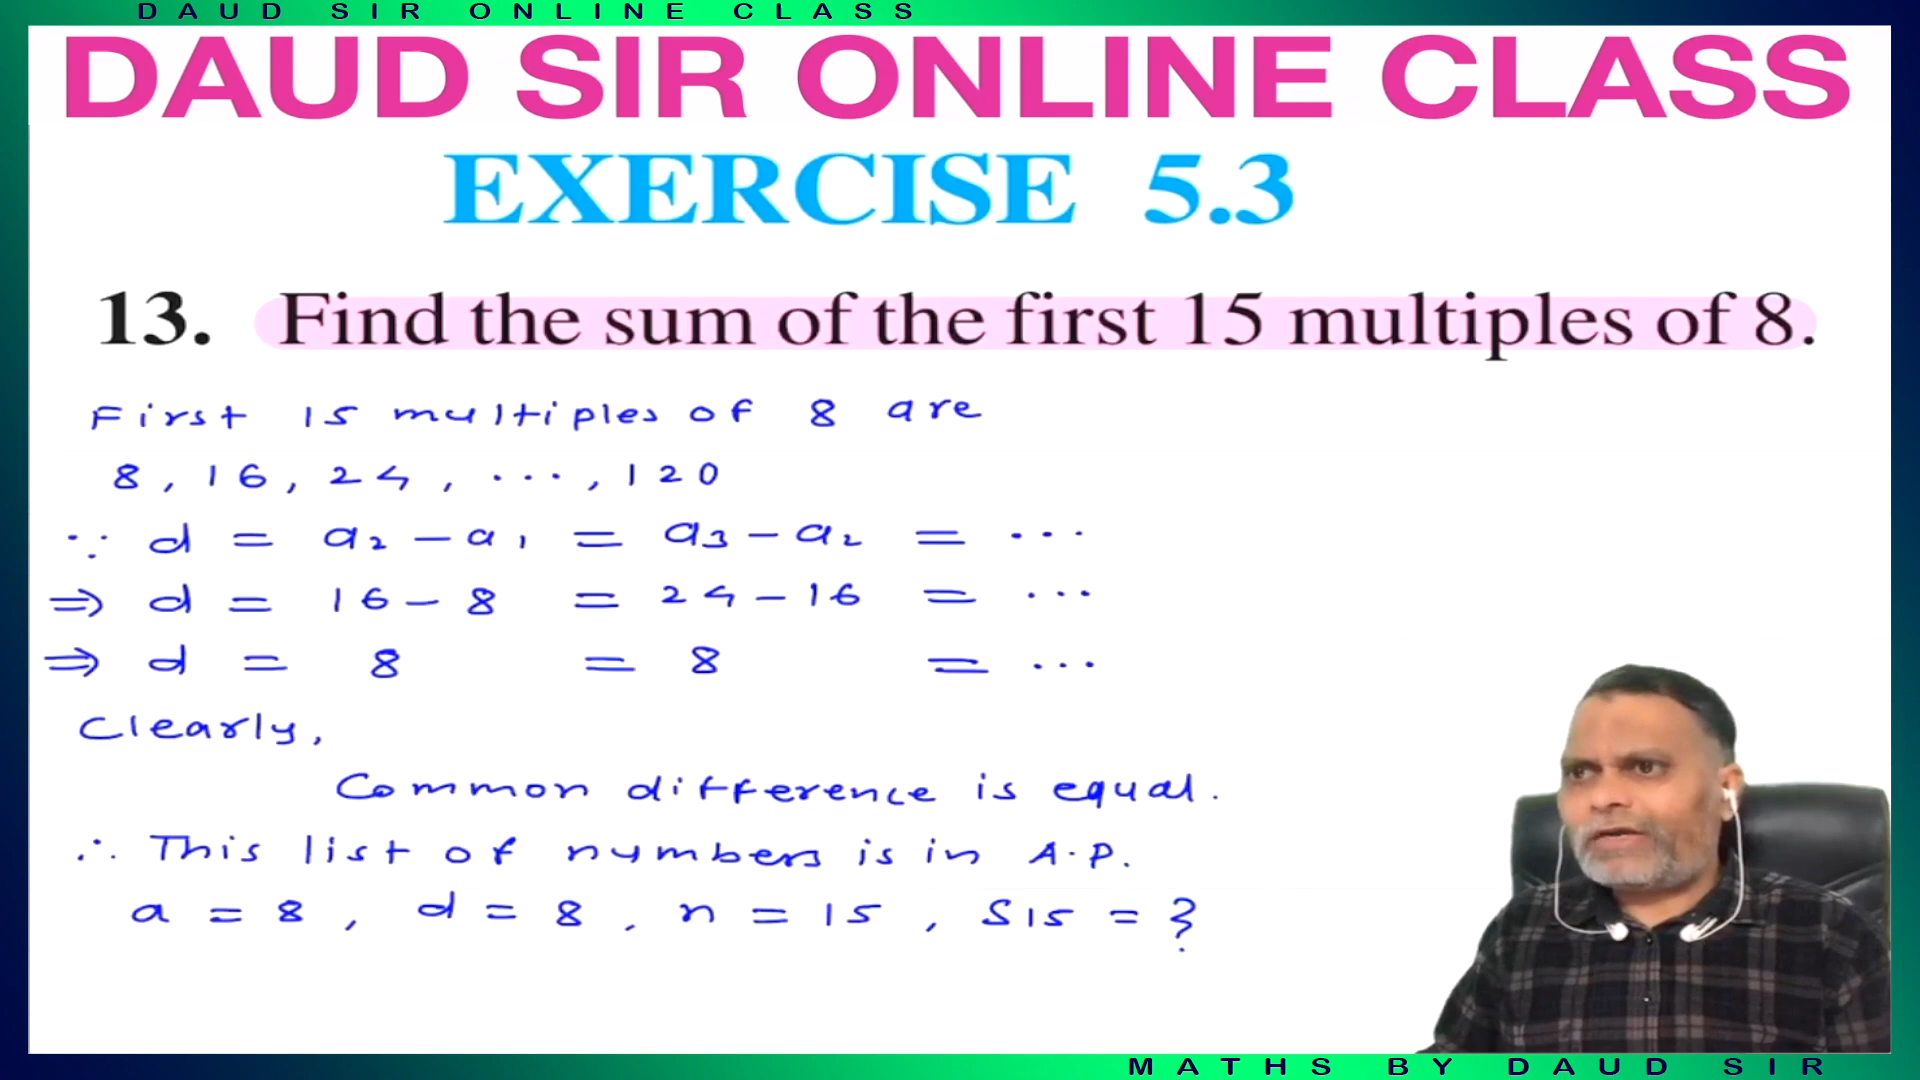 DAUD SIR ONLINE CLASS
DAUD SIR ONLINE CLASS
EXERCISE 5.3
13. Find the sum of the first 15 multiples of 8.
First 15 multiples of 8 are
8, 16, 24, ..., 120
∵ d = a₂ - a₁ = a₃ - a₂ = ...
⇒ d = 16 - 8 = 24 - 16 = ...
⇒ d = 8 = 8 = ...
Clearly,
Common difference is equal.
∴ This list of numbers is in A.P.
a = 8, d = 8, n = 15, S15 = ?
MATHS BY DAUD SIR